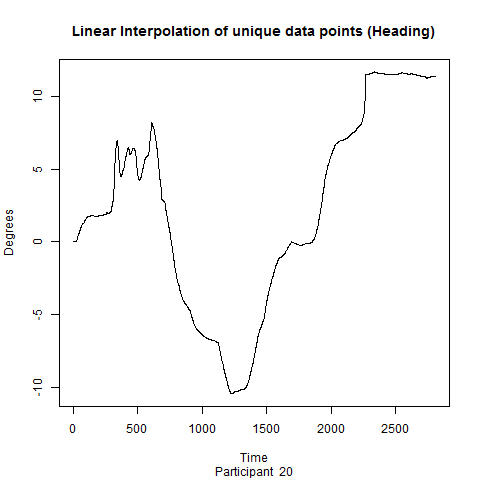 Linear Interpolation of unique data points (Heading)
Degrees
10
5
0
-5
-10
0 500 1000 1500 2000 2500
Time
Participant 20